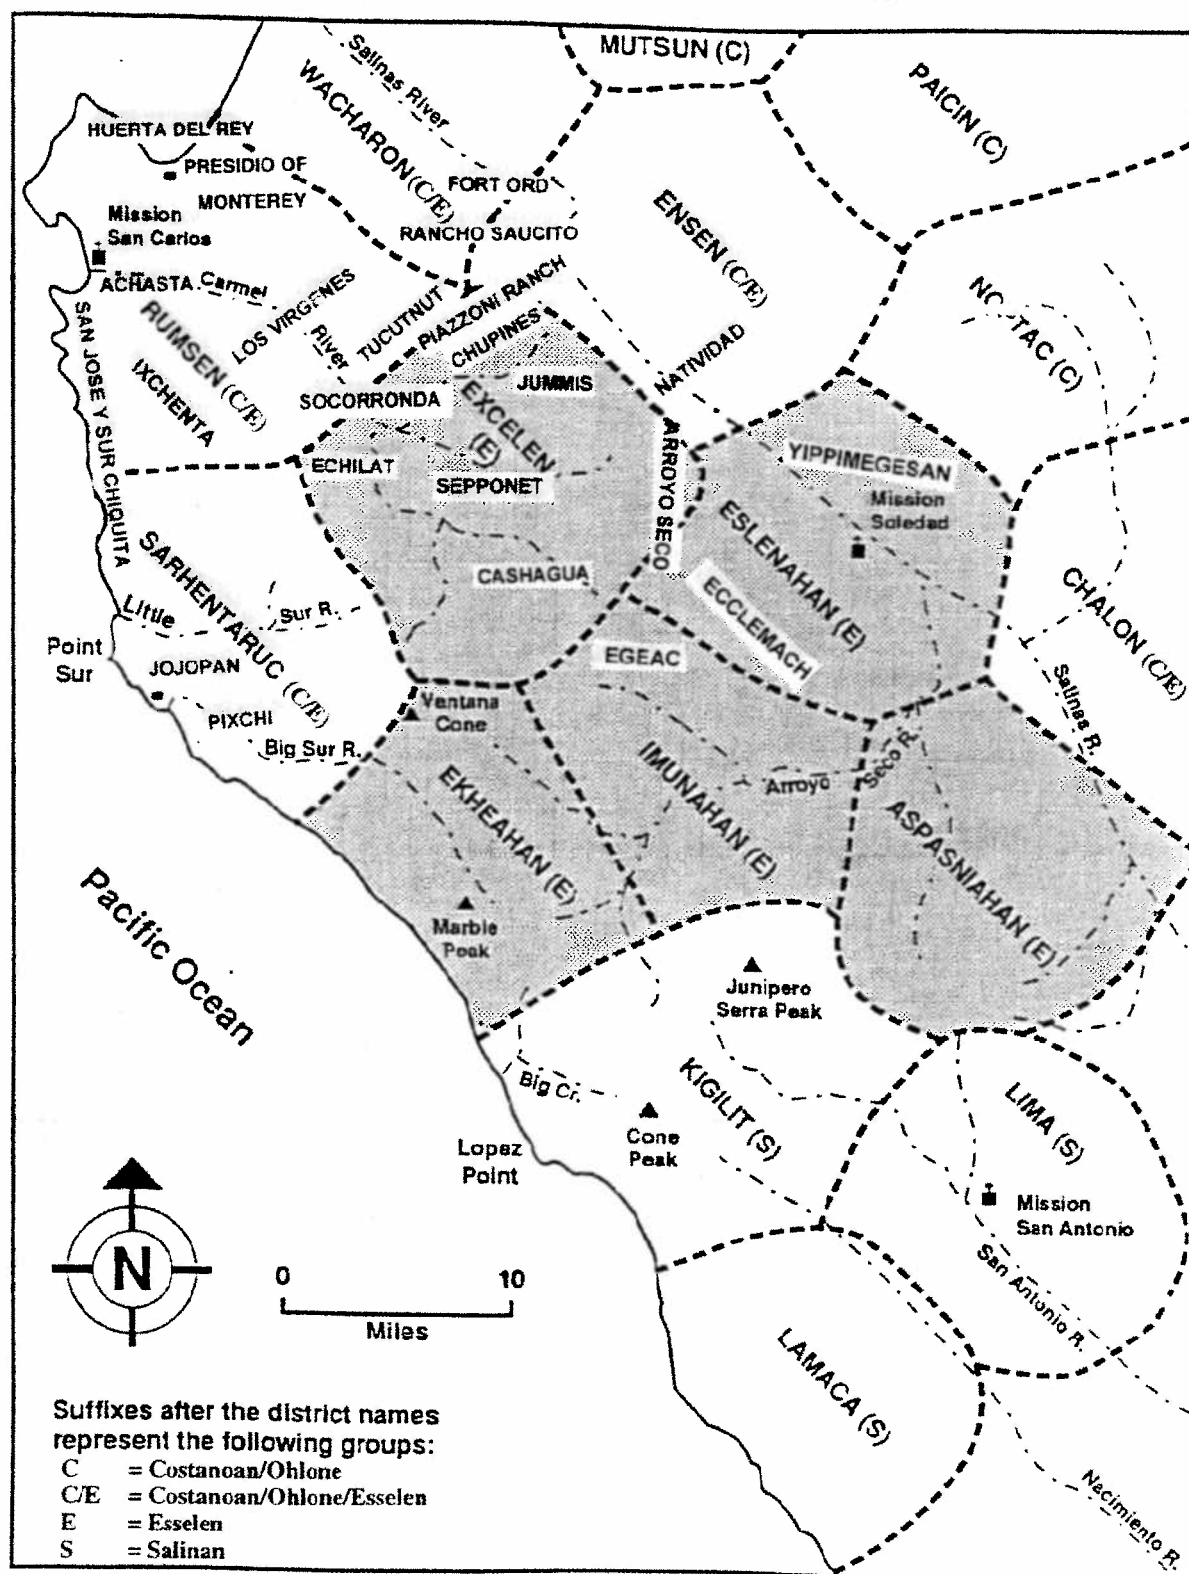 MUTSUN (C)
PAICIN (C)
Salinas River
WACHARON (C/E)
HUERTA DEL REY
PRESIDIO OF
MONTEREY
FORT ORD
RANCHO SAUCITO
ENSEN (C/E)
Mission
San Carlos
ACHASTA
Carmel
River
RUMSEN (C/E)
LOS VIRGENES
TUCUTNUT
PIAZZONI RANCH
CHUPINES
NATIVIDAD
(C)
IXCHENTA
SAN JOSE Y SUR CHIQUITA
SOCORRONDA
JUMMIS
EXCELEN
(E)
ECHILAT
SEPPONET
ARROYO SECO
YIPPIMEGESAN
Mission
Soledad
ESLENAHAN (E)
CASHAGUA
ECCLEMACH
EGEAC
CHALON (C/E)
SARHENTARUC (C/E)
Little
Sur R.
Point
Sur
JOJOPAN
PIXCHI
Big Sur R.
Ventana
Cone
Salinas R.
EKHEAHAN (E)
IMUNAHAN (E)
Arroyo
Seco R.
ASPASNIAHAN (E)
Marble
Peak
Pacific Ocean
Junipero
Serra Peak
Big Cr.
KIGILIT (S)
LIMA (S)
Cone
Peak
Lopez
Point
Mission
San Antonio
San Antonio R.
LAMACA (S)
Nacimiento R.
N
0 10
Miles
Suffixes after the district names
represent the following groups:
C = Costanoan/Ohlone
C/E = Costanoan/Ohlone/Esselen
E = Esselen
S = Salinan